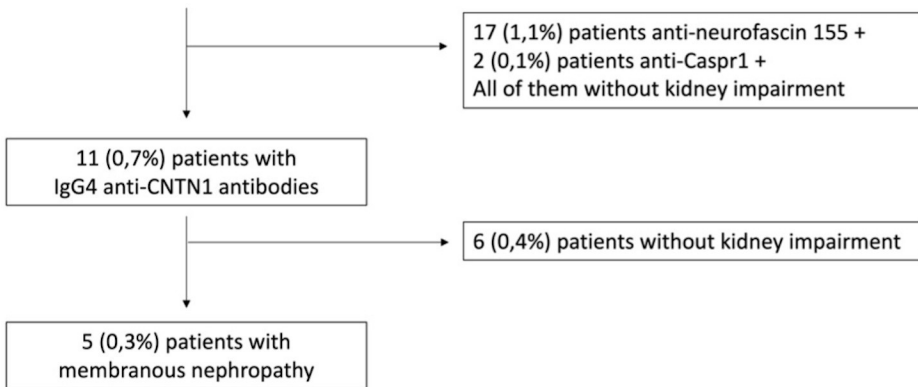 17 (1,1%) patients anti-neurofascin 155 +
2 (0,1%) patients anti-Caspr1 +
All of them without kidney impairment
11 (0,7%) patients with
IgG4 anti-CNTN1 antibodies
6 (0,4%) patients without kidney impairment
5 (0,3%) patients with
membranous nephropathy